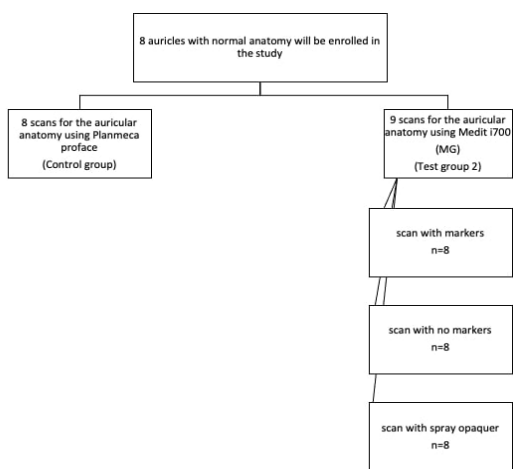 8 auricles with normal anatomy will be enrolled in
the study
8 scans for the auricular
anatomy using Planmeca
proface
(Control group)
9 scans for the auricular
anatomy using Medit i700
(MG)
(Test group 2)
scan with markers
n=8
scan with no markers
n=8
scan with spray opaquer
n=8